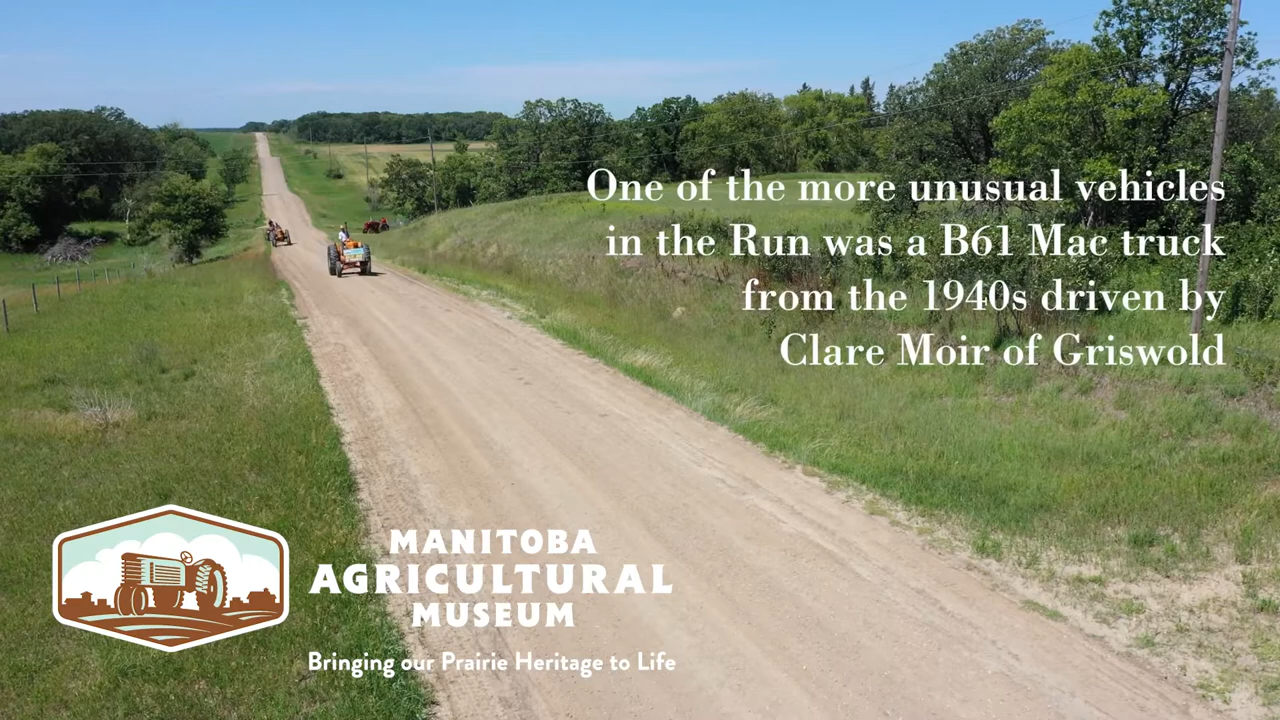 One of the more unusual vehicles
in the Run was a B61 Mac truck
from the 1940s driven by
Clare Moir of Griswold
MANITOBA
AGRICULTURAL
MUSEUM
Bringing our Prairie Heritage to Life